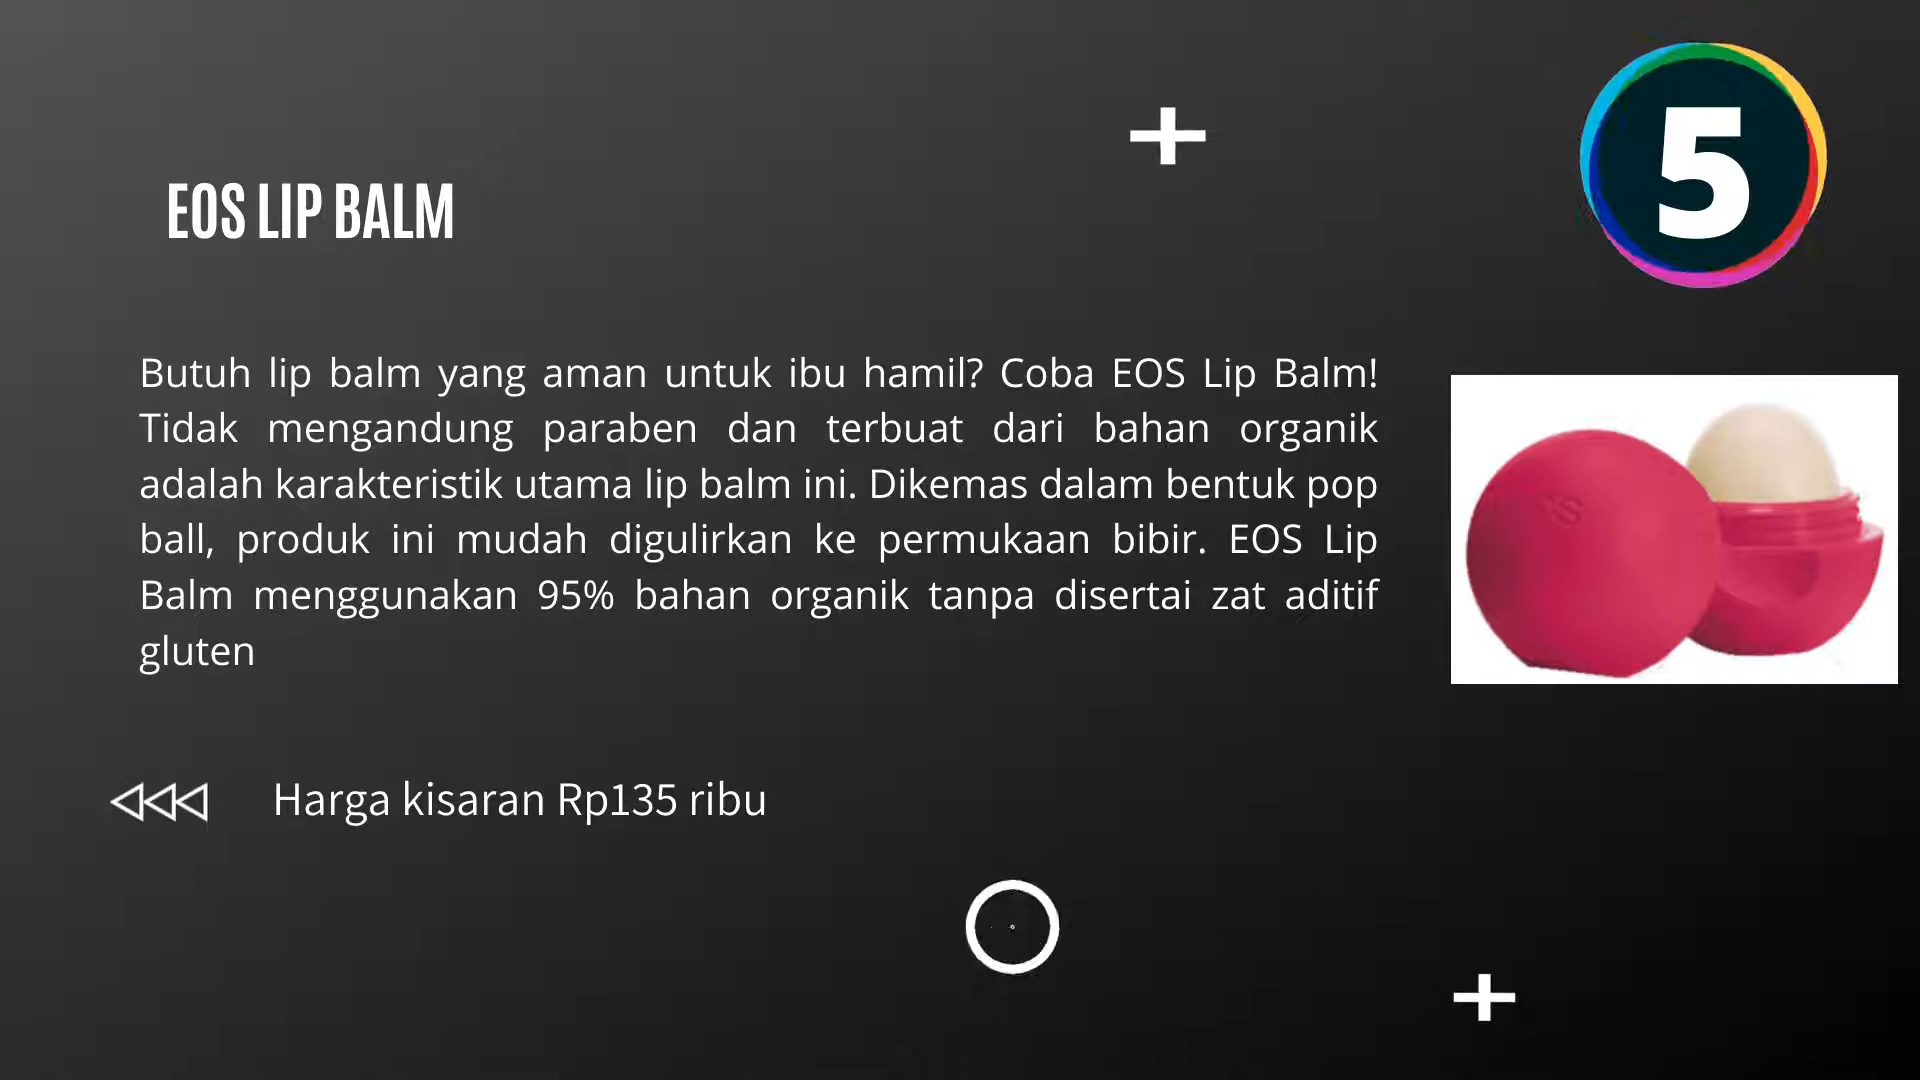 5
EOS LIP BALM
Butuh lip balm yang aman untuk ibu hamil? Coba EOS Lip Balm!
Tidak mengandung paraben dan terbuat dari bahan organik
adalah karakteristik utama lip balm ini. Dikemas dalam bentuk pop
ball, produk ini mudah digulirkan ke permukaan bibir. EOS Lip
Balm menggunakan 95% bahan organik tanpa disertai zat aditif
gluten
Harga kisaran Rp135 ribu